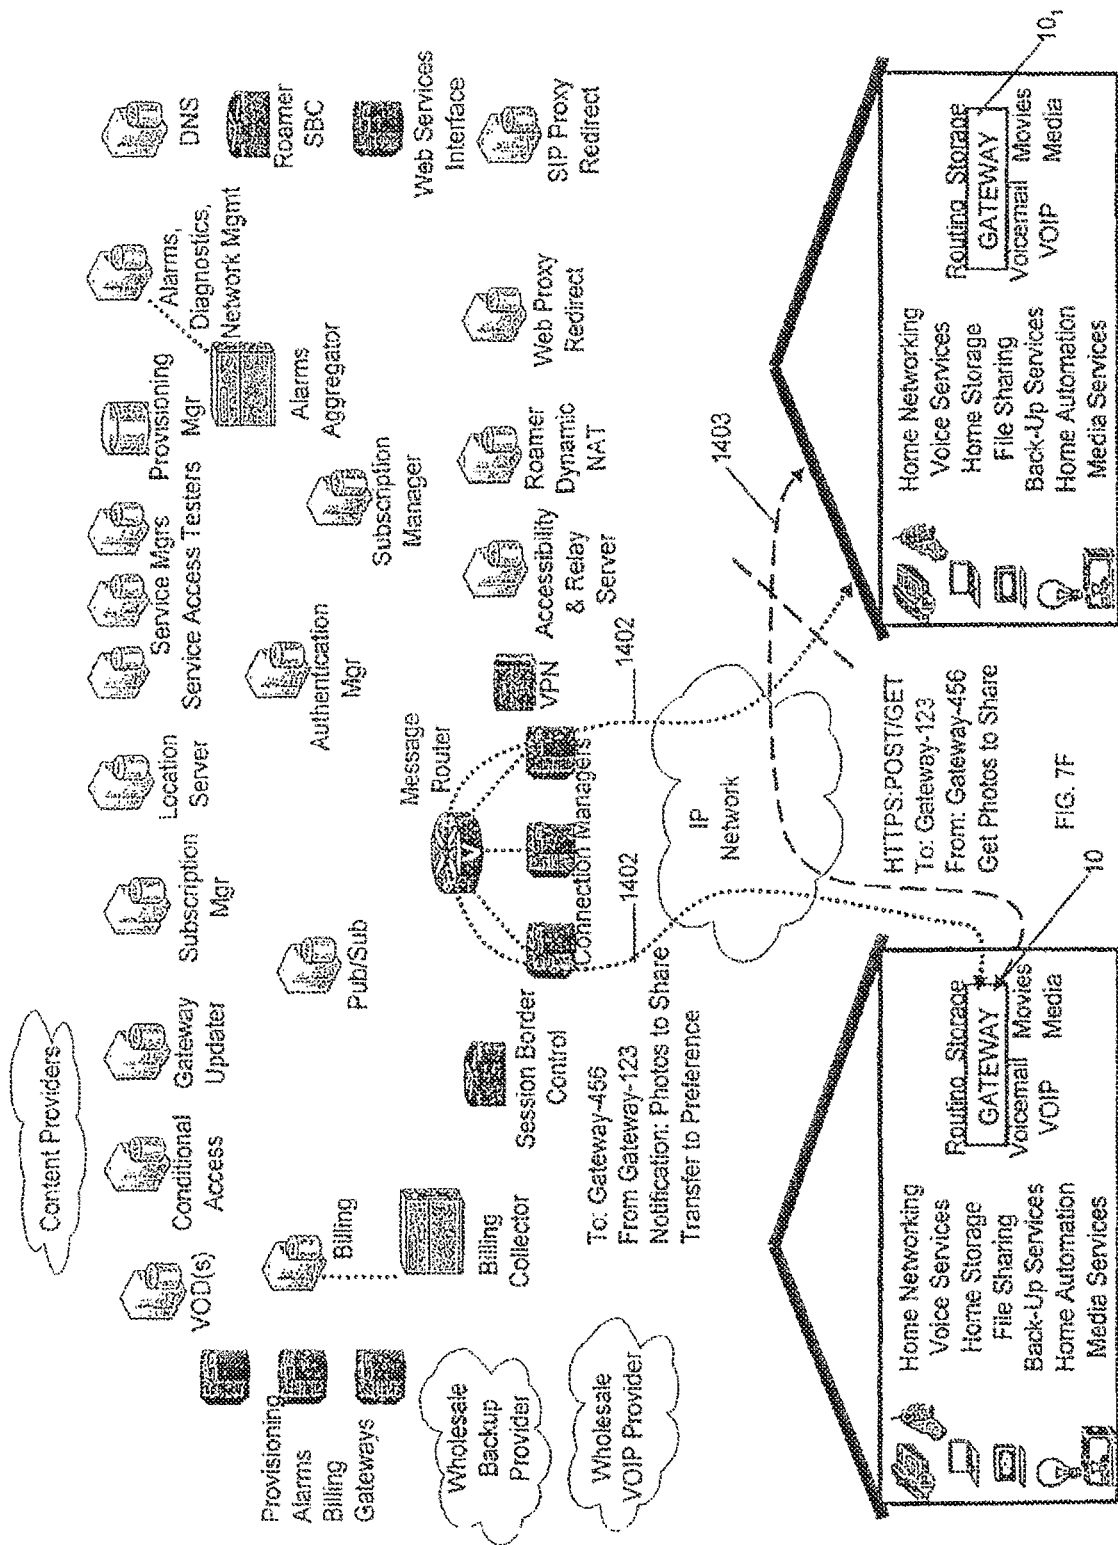 Content Providers
VOD(s)
Conditional
Access
Gateway
Updater
Subscription
Mgr
Location
Server
Service Mgrs
Service Access Testers
Provisioning
Mgr
Alarms,
Diagnostics,
Network Mgmt
DNS
Roamer
SBC
Web Services
Interface
SIP Proxy
Redirect
Provisioning
Alarms
Billing
Gateways
Billing
Billing
Collector
Pub/Sub
Authentication
Mgr
Subscription
Manager
Alarms
Aggregator
Wholesale
Backup
Provider
Wholesale
VOIP Provider
Session Border
Control
Message
Router
Connection Managers
VPN
Accessibility
& Relay
Server
Roamer
Dynamic
NAT
Web Proxy
Redirect
To: Gateway-456
From Gateway-123
Notification: Photos to Share
Transfer to Preference
1402
1402
1403
IP
Network
HTTPS:POST/GET
To: Gateway-123
From: Gateway-456
Get Photos to Share
Home Networking
Voice Services
Home Storage
File Sharing
Back-Up Services
Home Automation
Media Services
Routing Storage
GATEWAY
Voicemail Movies
VOIP Media
10
Home Networking
Voice Services
Home Storage
File Sharing
Back-Up Services
Home Automation
Media Services
Routing Storage
GATEWAY
Voicemail Movies
VOIP Media
10₁
FIG. 7F